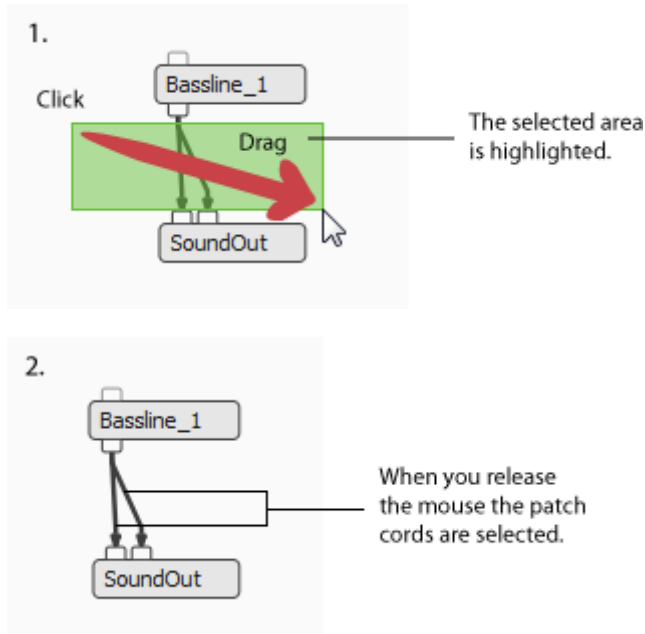 1.
Bassline_1
Click
Drag
The selected area
is highlighted.
SoundOut
2.
Bassline_1
When you release
the mouse the patch
cords are selected.
SoundOut